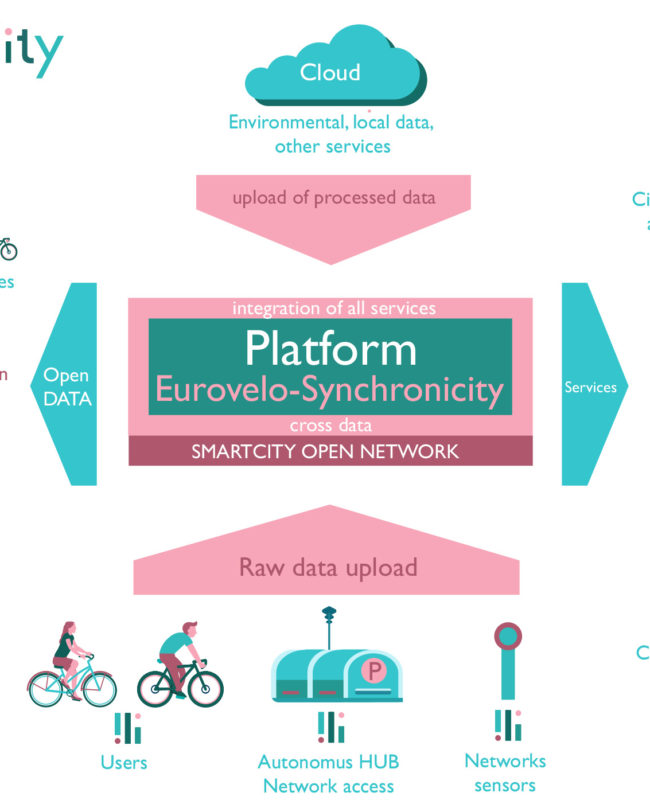 ity
Cloud
Environmental, local data,
other services
upload of processed data
Ci
a
es
integration of all services
Platform
Eurovelo-Synchronicity
cross data
SMARTCITY OPEN NETWORK
n
Open
DATA
Services
Raw data upload
P
C
Users
Autonomus HUB
Network access
Networks
sensors